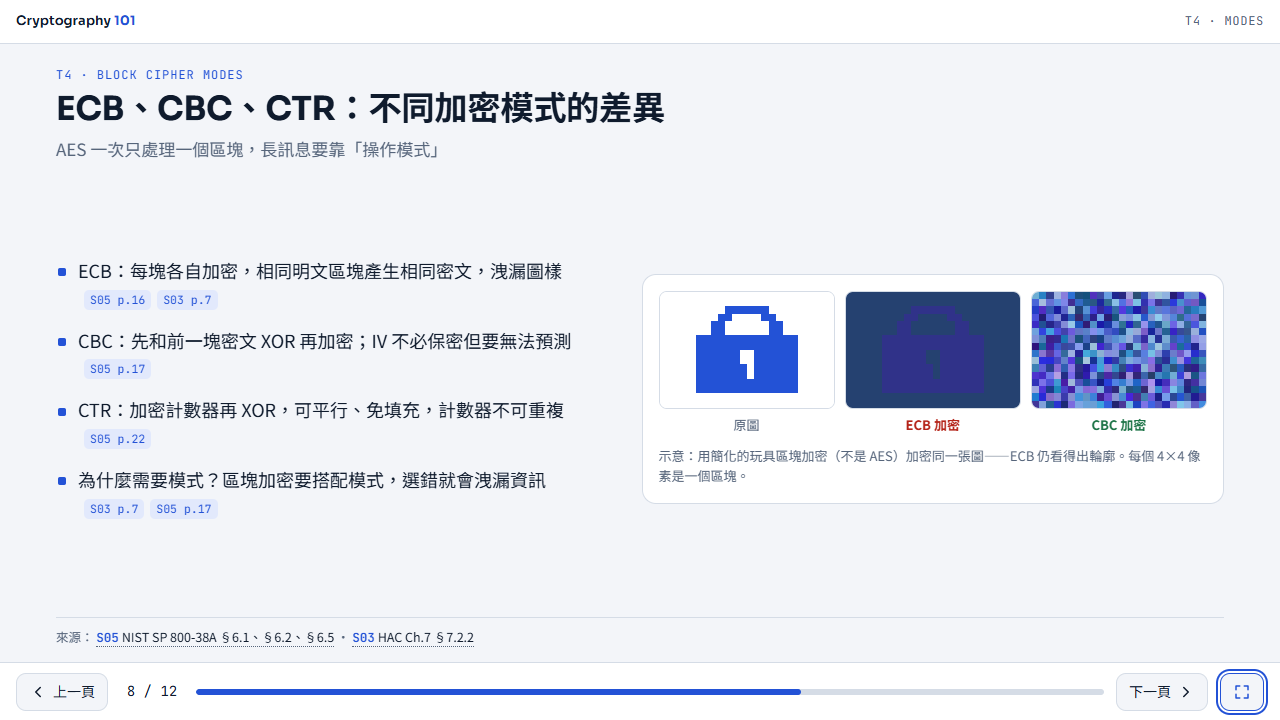 Cryptography 101
T4 · MODES
T4 · BLOCK CIPHER MODES
ECB、CBC、CTR：不同加密模式的差異
AES 一次只處理一個區塊，長訊息要靠「操作模式」
ECB：每塊各自加密，相同明文區塊產生相同密文，洩漏圖樣
S05 p.16 S03 p.7
CBC：先和前一塊密文 XOR 再加密；IV 不必保密但要無法預測
S05 p.17
CTR：加密計數器再 XOR，可平行、免填充，計數器不可重複
S05 p.22
為什麼需要模式？區塊加密要搭配模式，選錯就會洩漏資訊
S03 p.7 S05 p.17
原圖
ECB 加密
CBC 加密
示意：用簡化的玩具區塊加密（不是 AES）加密同一張圖——ECB 仍看得出輪廓。每個 4×4 像
素是一個區塊。
來源： S05 NIST SP 800-38A §6.1、§6.2、§6.5 · S03 HAC Ch.7 §7.2.2
上一頁
8 / 12
下一頁